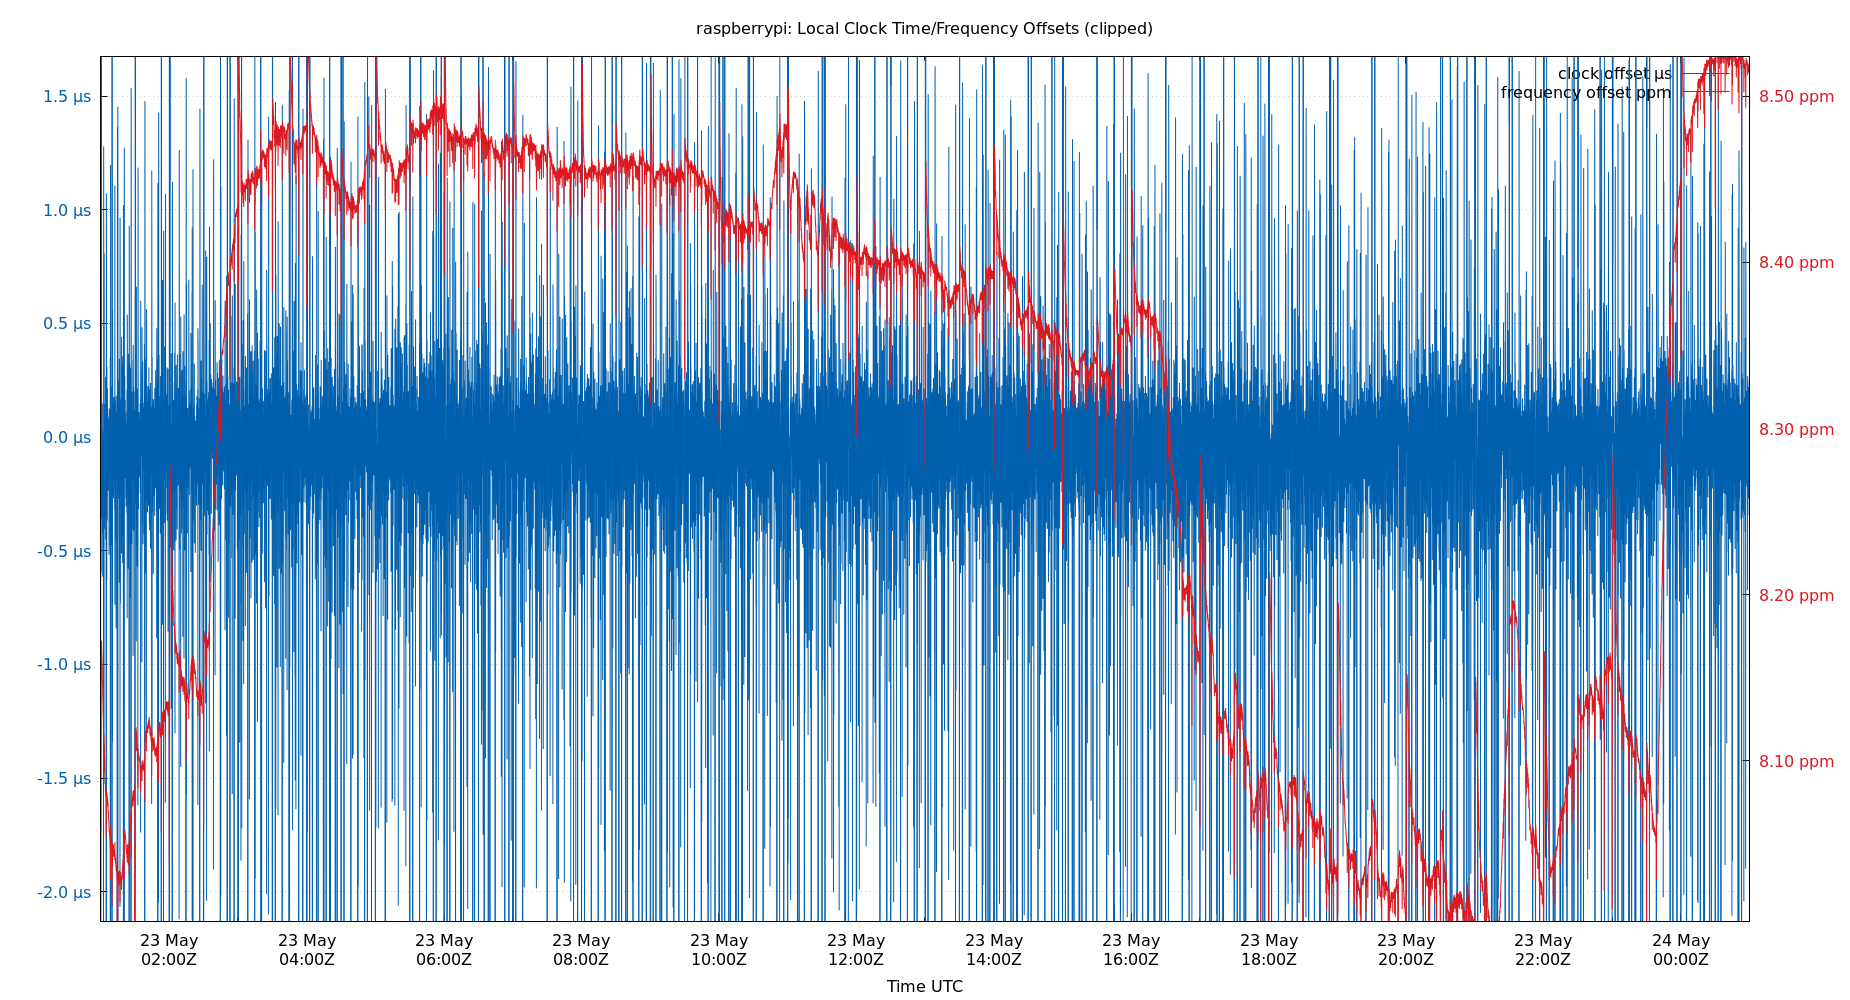 raspberrypi: Local Clock Time/Frequency Offsets (clipped)
clock offset µs
frequency offset ppm
1.5 µs
1.0 µs
0.5 µs
0.0 µs
-0.5 µs
-1.0 µs
-1.5 µs
-2.0 µs
8.50 ppm
8.40 ppm
8.30 ppm
8.20 ppm
8.10 ppm
23 May 23 May 23 May 23 May 23 May 23 May 23 May 23 May 23 May 23 May 23 May 24 May
02:00Z 04:00Z 06:00Z 08:00Z 10:00Z 12:00Z 14:00Z 16:00Z 18:00Z 20:00Z 22:00Z 00:00Z
Time UTC